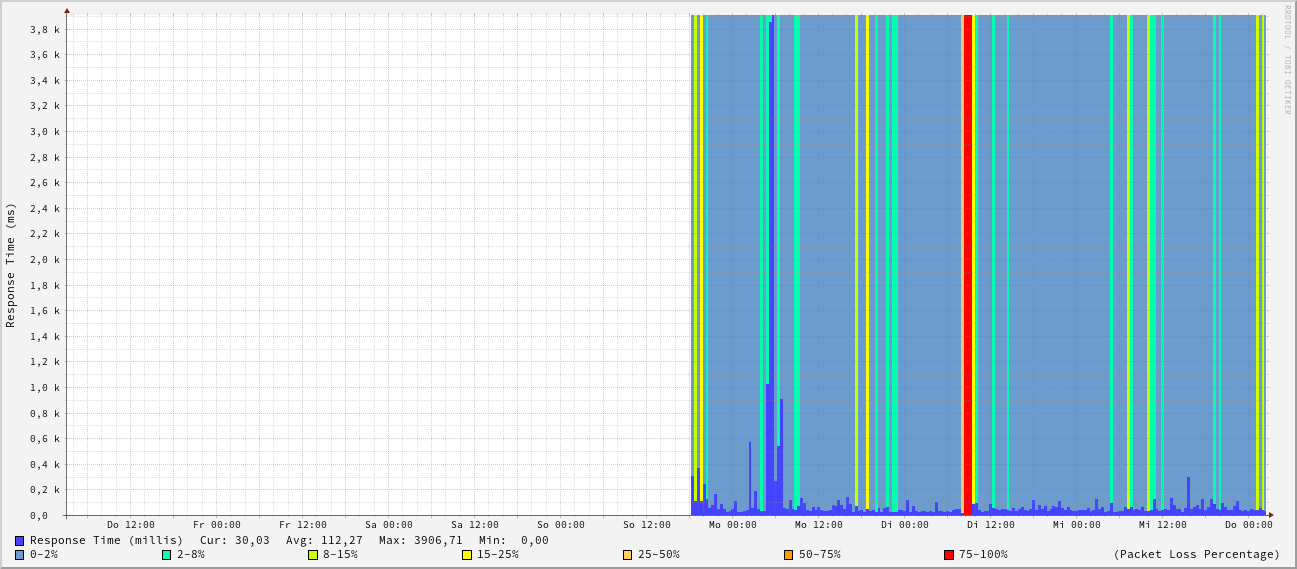 3,8 k
3,6 k
3,4 k
3,2 k
3,0 k
2,8 k
2,6 k
2,4 k
2,2 k
2,0 k
1,8 k
1,6 k
1,4 k
1,2 k
1,0 k
0,8 k
0,6 k
0,4 k
0,2 k
0,0
Response Time (ms)
RRDTOOL / TOBI OETIKER
Do 12:00 Fr 00:00 Fr 12:00 Sa 00:00 Sa 12:00 So 00:00 So 12:00 Mo 00:00 Mo 12:00 Di 00:00 Di 12:00 Mi 00:00 Mi 12:00 Do 00:00
Response Time (millis) Cur: 30,03 Avg: 112,27 Max: 3906,71 Min: 0,00
0-2% 2-8% 8-15% 15-25% 25-50% 50-75% 75-100% (Packet Loss Percentage)